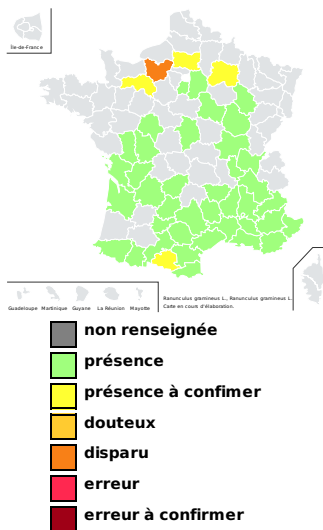 Île-de-France
Guadeloupe Martinique Guyane La Réunion Mayotte
Ranunculus gramineus L., Ranunculus gramineus L.
Carte en cours d'élaboration.
non renseignée
présence
présence à confimer
douteux
disparu
erreur
erreur à confirmer